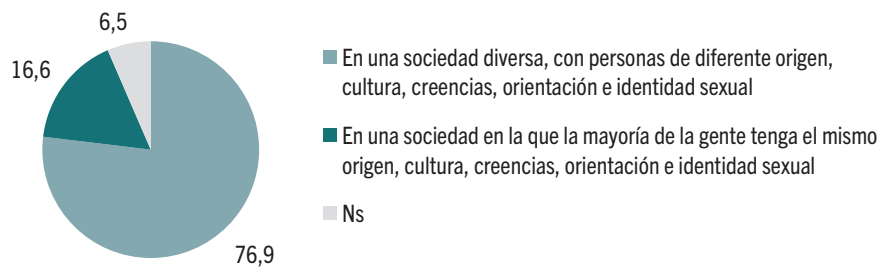 6,5
16,6
76,9
En una sociedad diversa, con personas de diferente origen,
cultura, creencias, orientación e identidad sexual
En una sociedad en la que la mayoría de la gente tenga el mismo
origen, cultura, creencias, orientación e identidad sexual
Ns